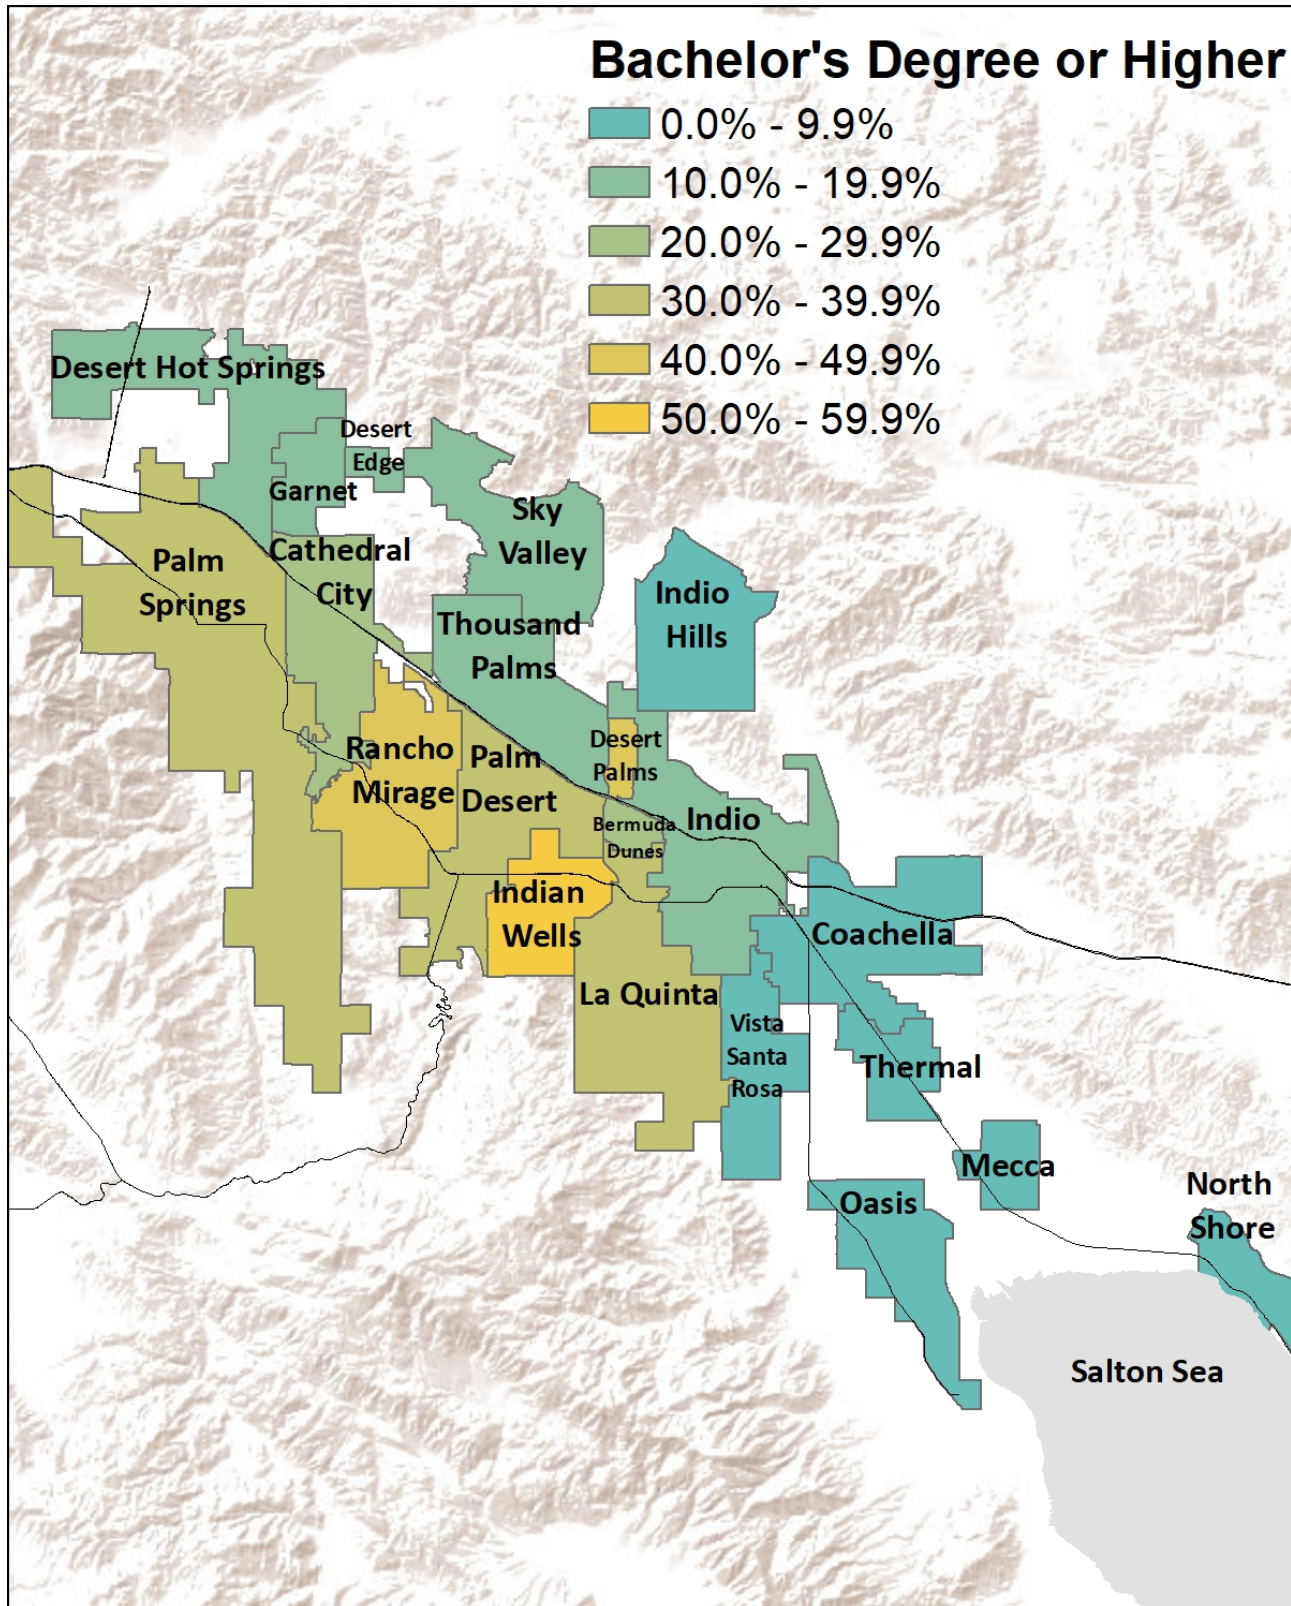 Bachelor's Degree or Higher
0.0% - 9.9%
10.0% - 19.9%
20.0% - 29.9%
30.0% - 39.9%
40.0% - 49.9%
50.0% - 59.9%
Desert Hot Springs
Desert
Edge
Garnet
Sky
Valley
Cathedral
City
Palm
Springs
Indio
Hills
Thousand
Palms
Rancho
Mirage
Palm
Desert
Desert
Palms
Bermuda
Dunes
Indio
Indian
Wells
Coachella
La Quinta
Vista
Santa
Rosa
Thermal
Mecca
Oasis
North
Shore
Salton Sea